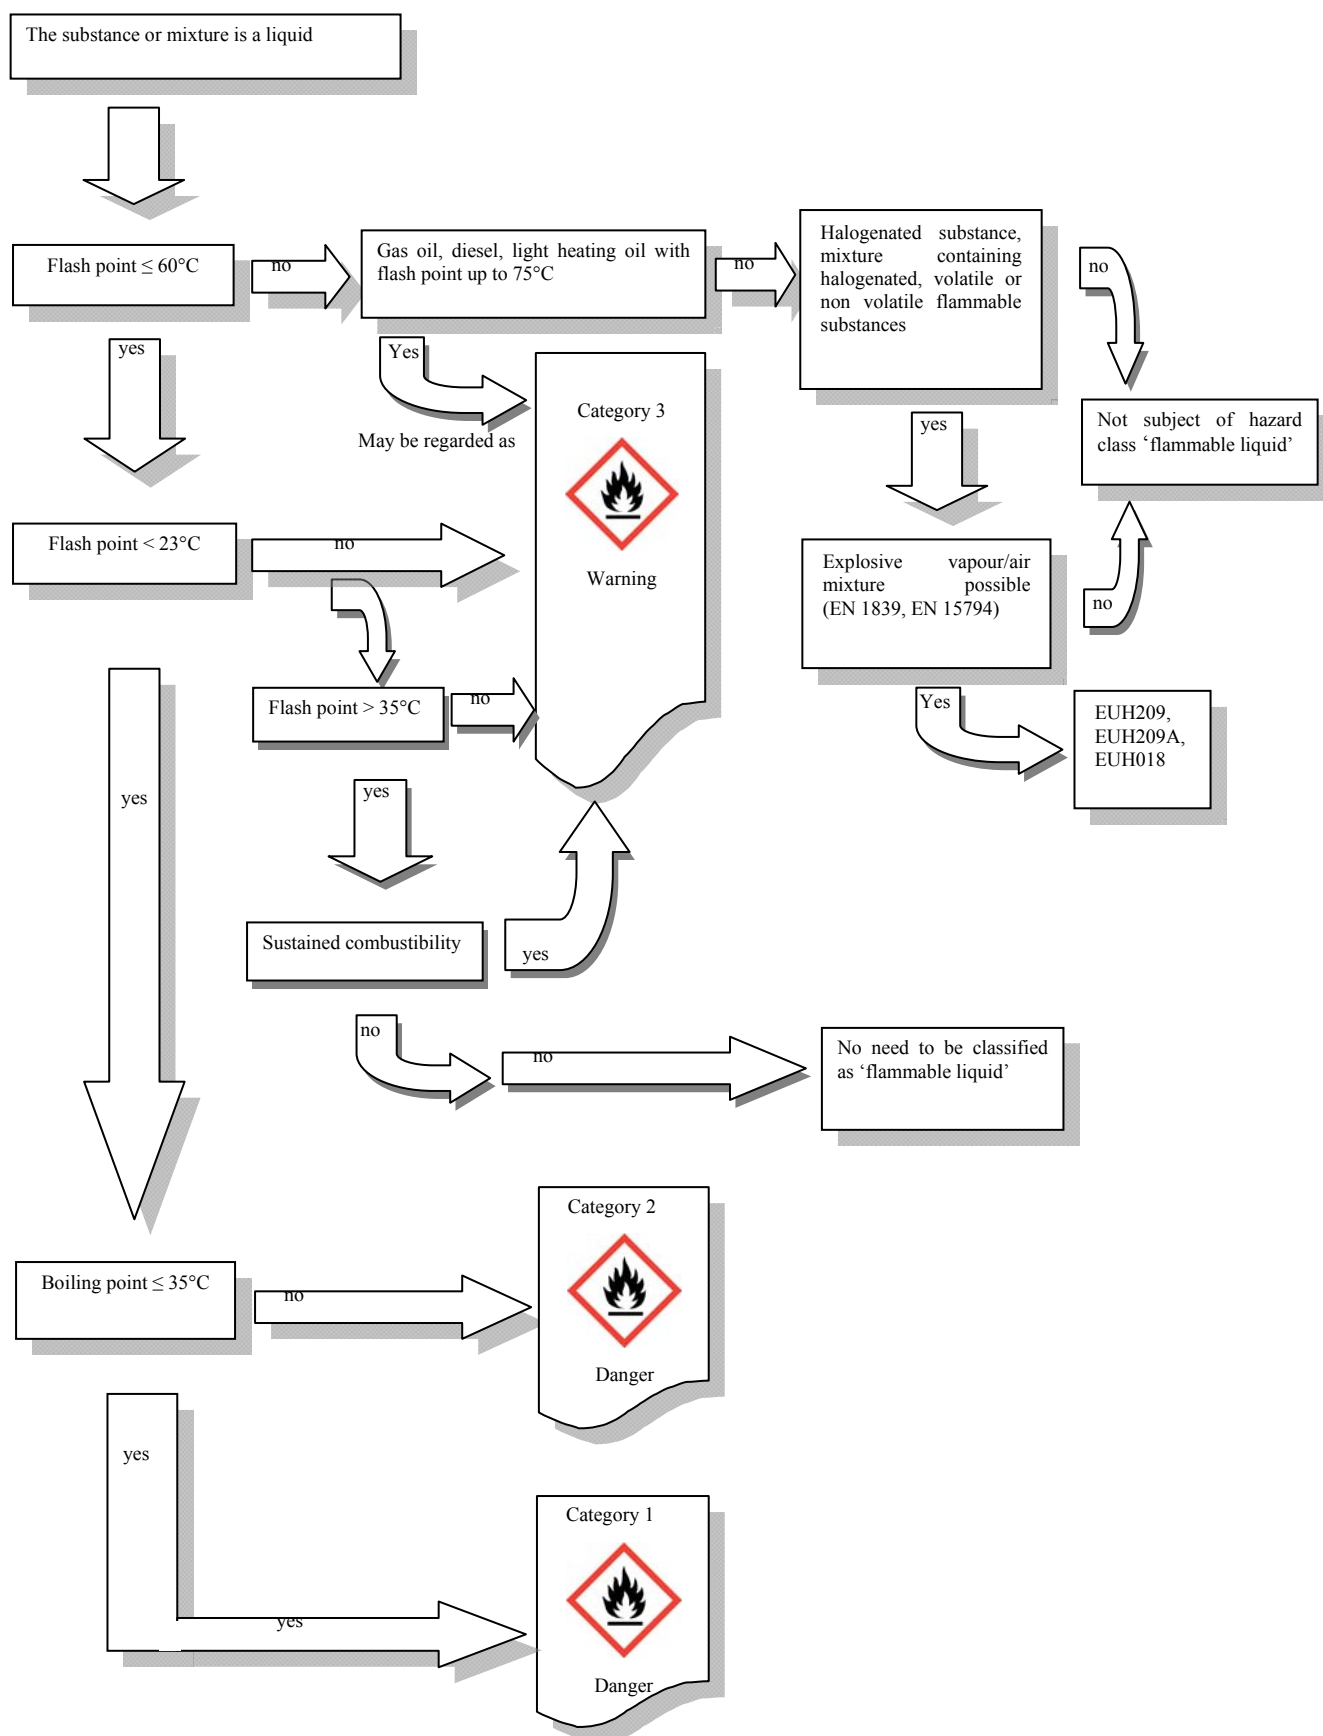 The substance or mixture is a liquid
Flash point ≤ 60°C
no
Gas oil, diesel, light heating oil with
flash point up to 75°C
no
Halogenated substance,
mixture containing
halogenated, volatile or
non volatile flammable
substances
no
yes
Yes
May be regarded as
Category 3
Warning
yes
Not subject of hazard
class ‘flammable liquid’
Flash point < 23°C
no
Explosive vapour/air
mixture possible
(EN 1839, EN 15794)
no
Flash point > 35°C
no
Yes
EUH209,
EUH209A,
EUH018
yes
yes
Sustained combustibility
yes
no
no
No need to be classified
as ‘flammable liquid’
Boiling point ≤ 35°C
no
Category 2
Danger
yes
yes
Category 1
Danger